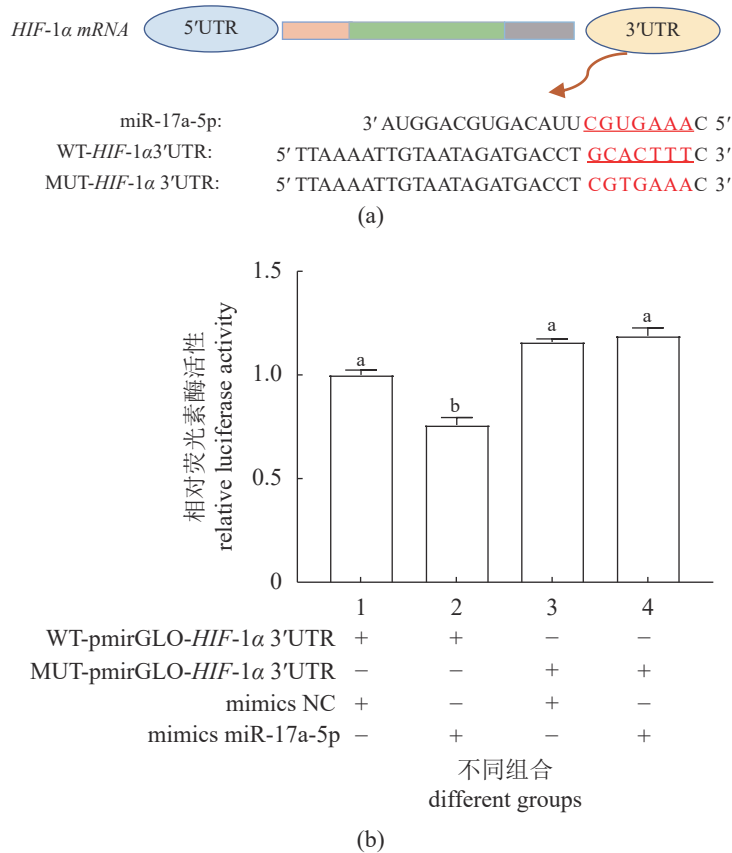 HIF-1α mRNA 5′UTR 3′UTR
miR-17a-5p: 3′ AUGGACGUGACAUU CGUGAAAC 5′
WT-HIF-1α3′UTR: 5′ TTAAAATTGTAATAGATGACCT GCACTTTC 3′
MUT-HIF-1α 3′UTR: 5′ TTAAAATTGTAATAGATGACCT CGTGAAAC 3′
(a)
相对荧光素酶活性
relative luciferase activity
1.5
1.0
0.5
0
a b a a
1 2 3 4
WT-pmirGLO-HIF-1α 3′UTR + + − −
MUT-pmirGLO-HIF-1α 3′UTR − − + +
mimics NC + − + −
mimics miR-17a-5p − + − +
不同组合
different groups
(b)